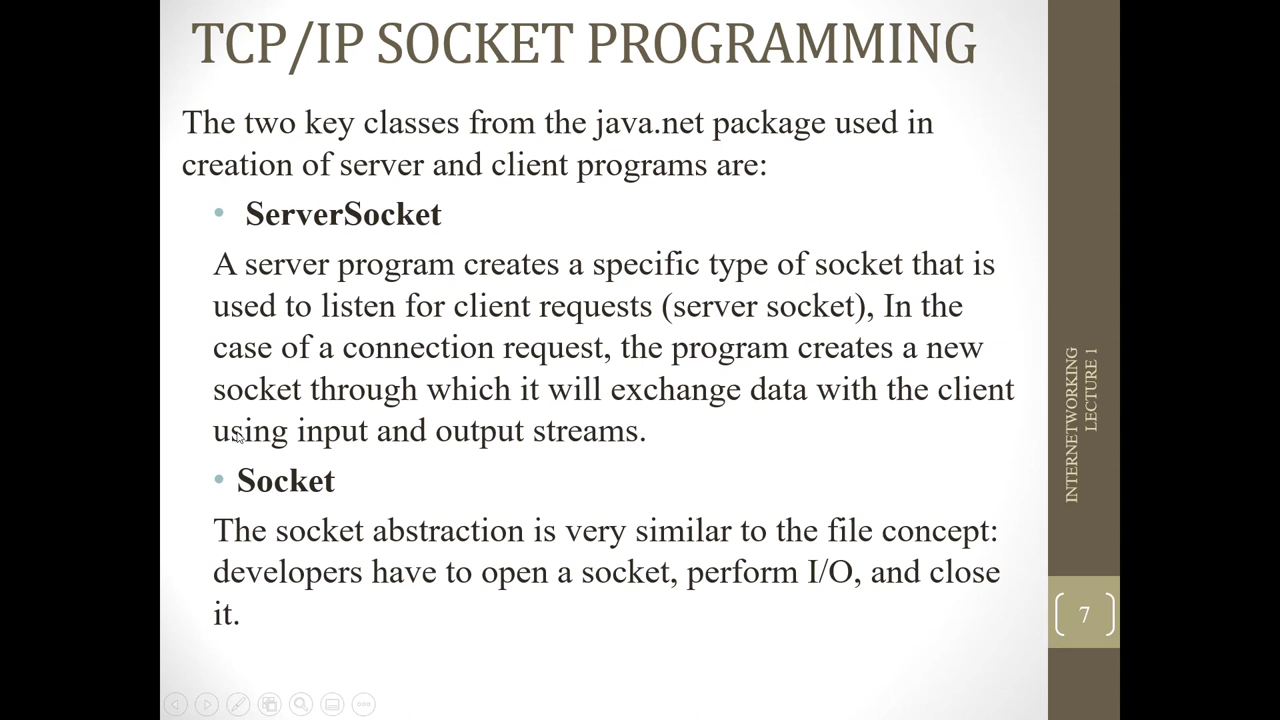 TCP/IP SOCKET PROGRAMMING
The two key classes from the java.net package used in
creation of server and client programs are:
• ServerSocket
A server program creates a specific type of socket that is
used to listen for client requests (server socket), In the
case of a connection request, the program creates a new
socket through which it will exchange data with the client
using input and output streams.
• Socket
The socket abstraction is very similar to the file concept:
developers have to open a socket, perform I/O, and close
it.
INTERNETWORKING
LECTURE 1
7